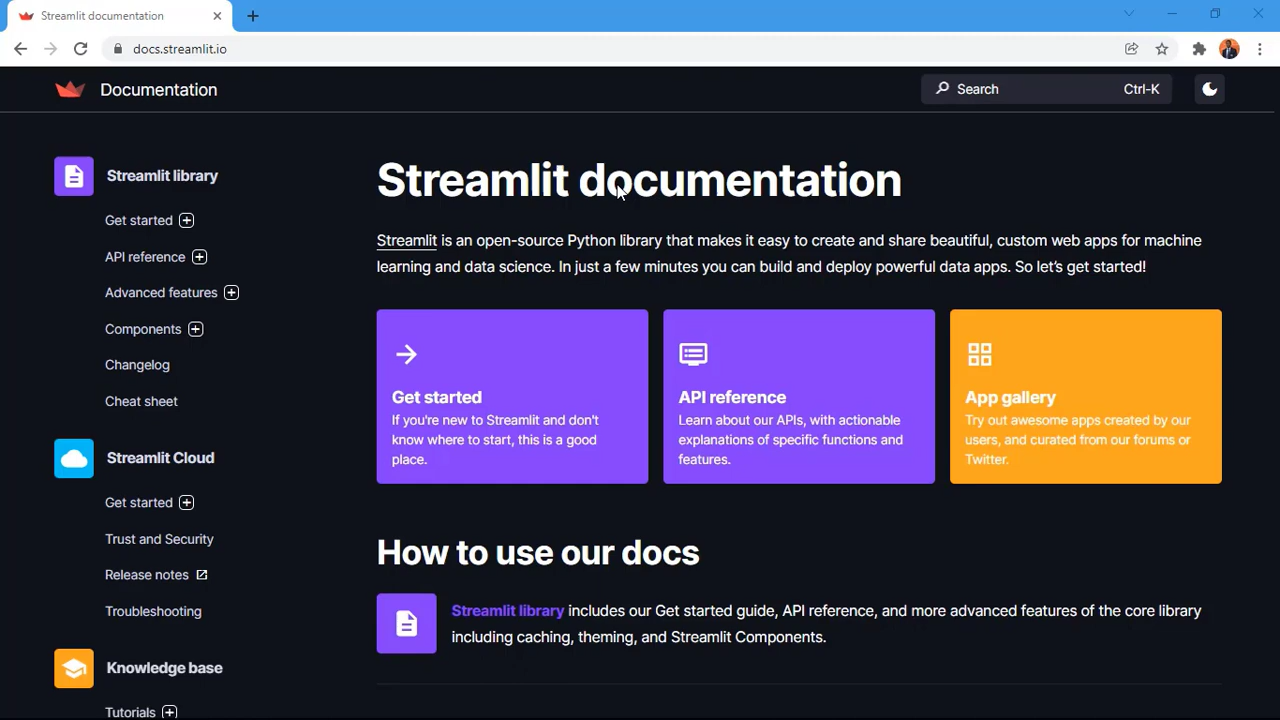 Streamlit documentation
docs.streamlit.io
Documentation
Search
Ctrl-K
Streamlit library
Get started
API reference
Advanced features
Components
Changelog
Cheat sheet
Streamlit Cloud
Get started
Trust and Security
Release notes
Troubleshooting
Knowledge base
Tutorials
Streamlit documentation
Streamlit is an open-source Python library that makes it easy to create and share beautiful, custom web apps for machine
learning and data science. In just a few minutes you can build and deploy powerful data apps. So let’s get started!
Get started
If you're new to Streamlit and don't
know where to start, this is a good
place.
API reference
Learn about our APIs, with actionable
explanations of specific functions and
features.
App gallery
Try out awesome apps created by our
users, and curated from our forums or
Twitter.
How to use our docs
Streamlit library includes our Get started guide, API reference, and more advanced features of the core library
including caching, theming, and Streamlit Components.